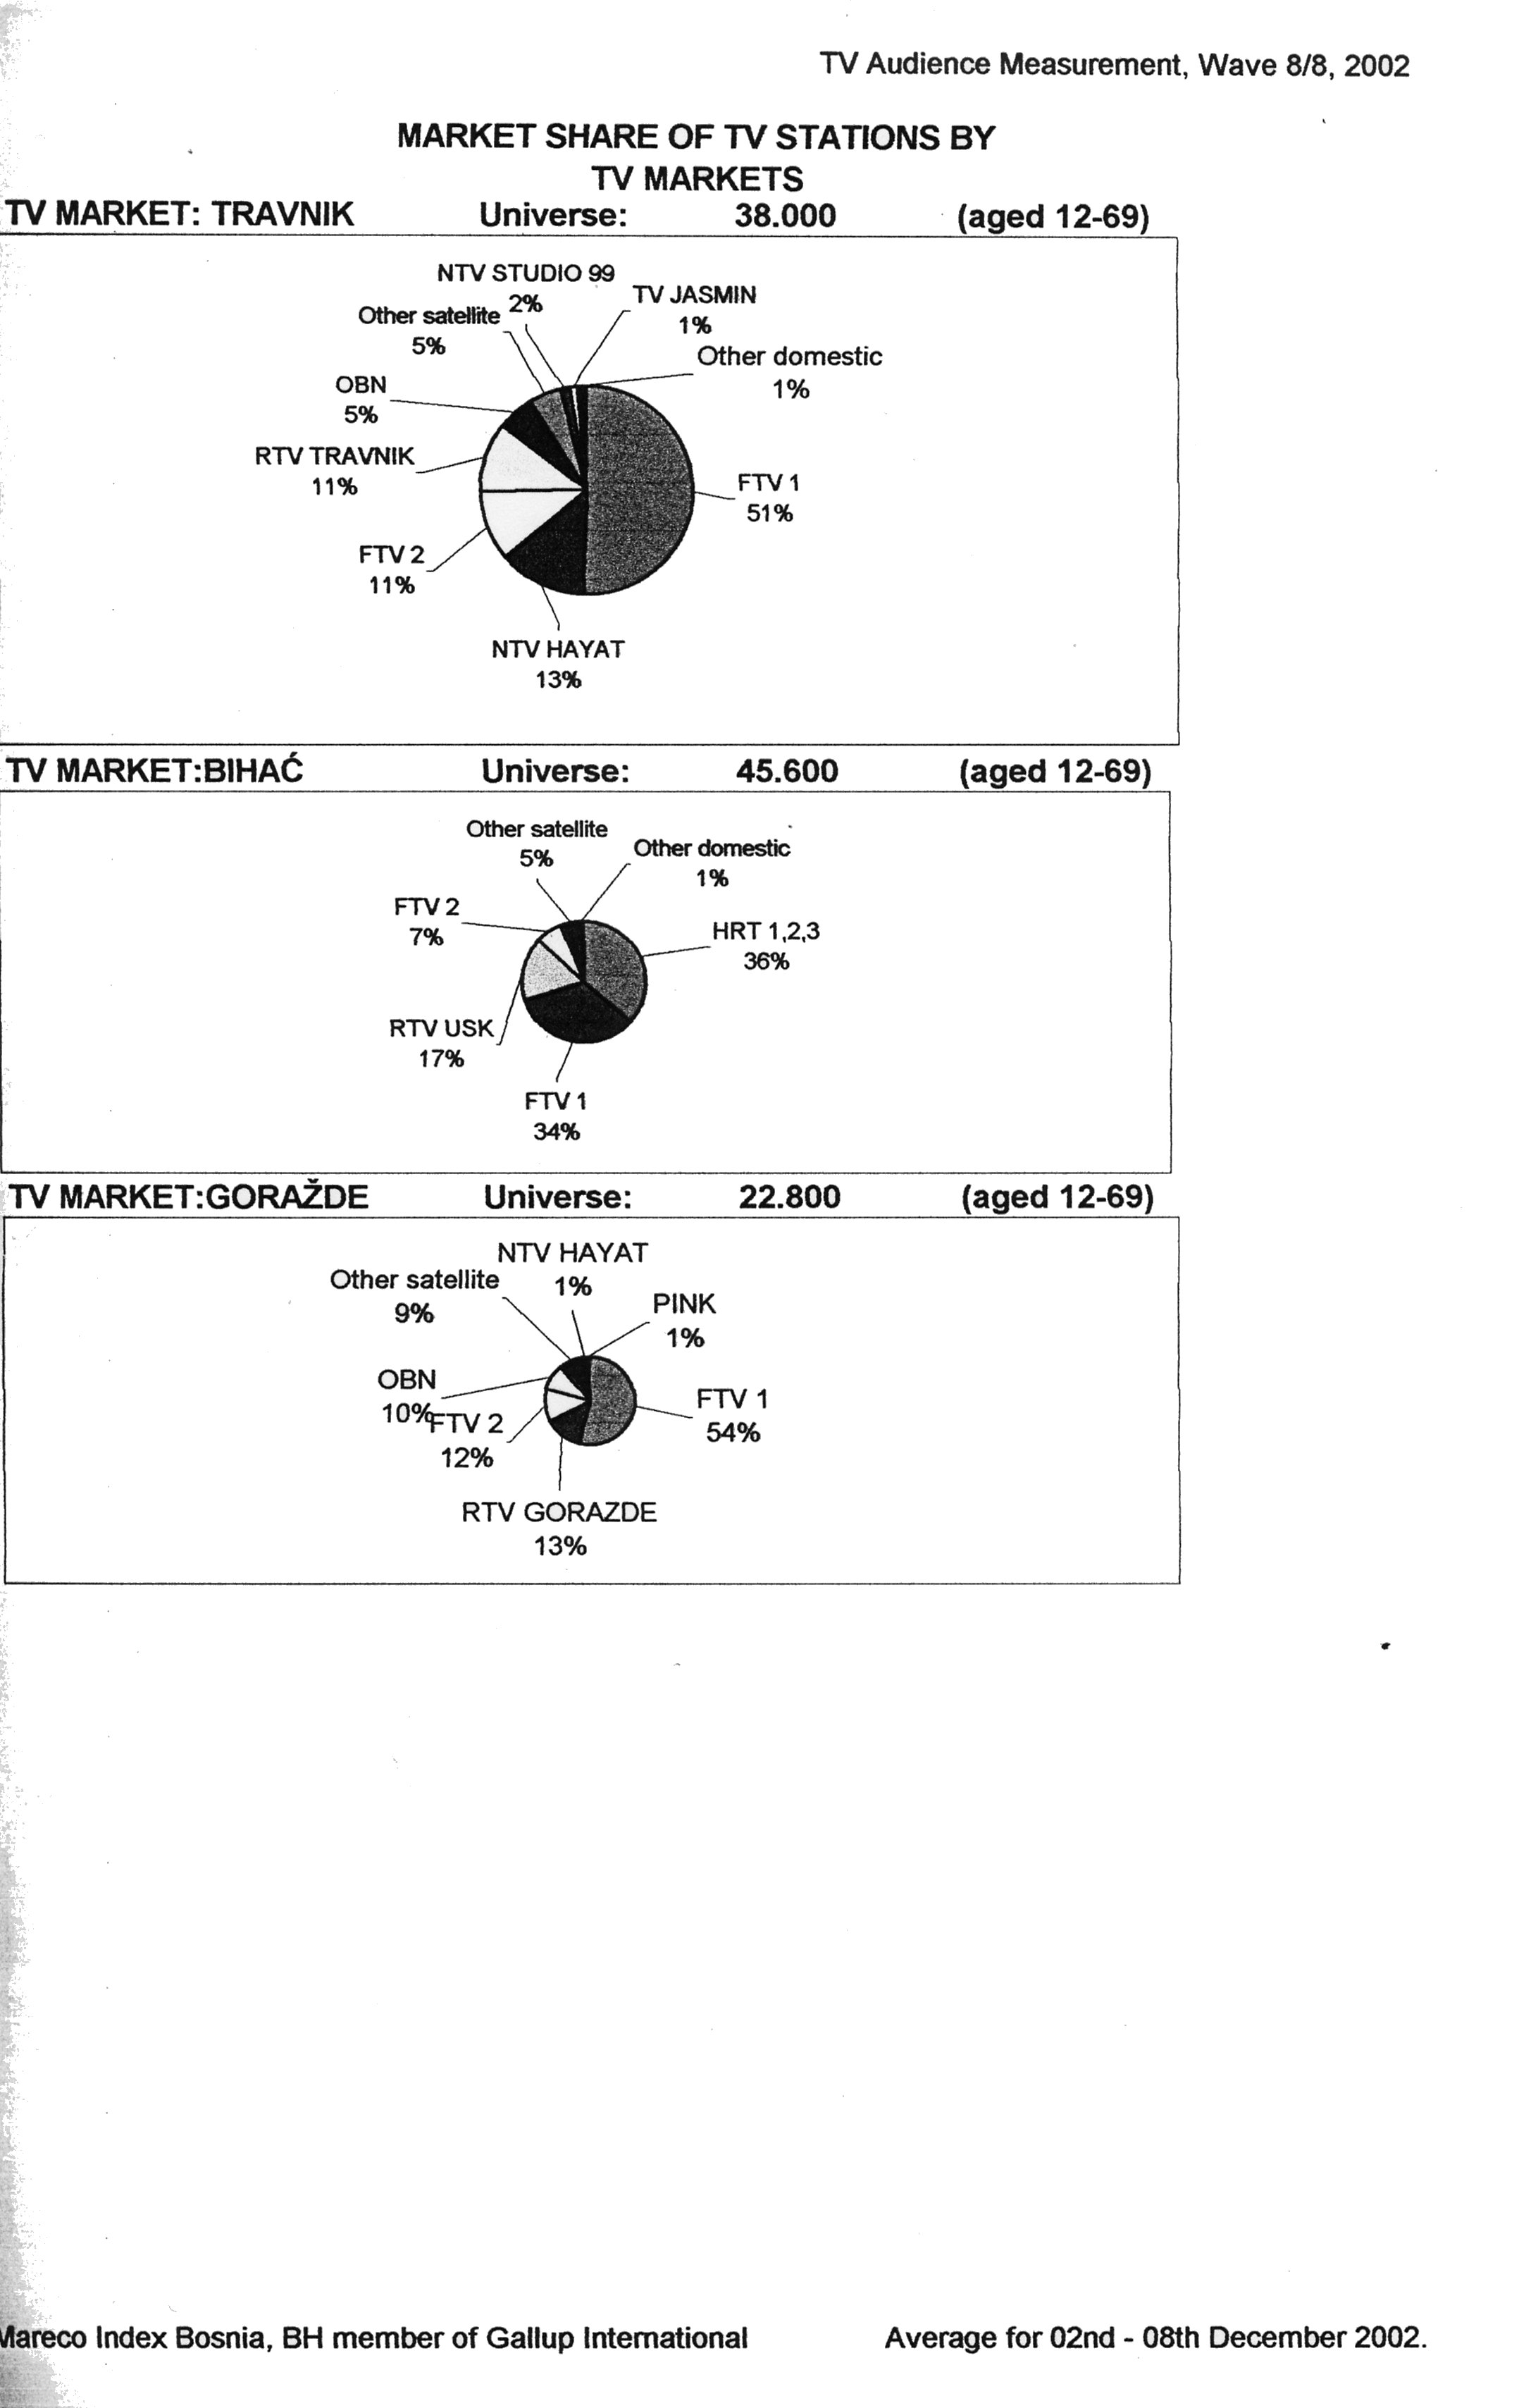 TV Audience Measurement, Wave 8/8, 2002
MARKET SHARE OF TV STATIONS BY
TV MARKETS
TV MARKET: TRAVNIK Universe: 38.000 (aged 12-69)
NTV STUDIO 99
2%
TV JASMIN
1%
Other satellite
5%
Other domestic
1%
OBN
5%
RTV TRAVNIK
11%
FTV 1
51%
FTV 2
11%
NTV HAYAT
13%
TV MARKET:BIHAĆ Universe: 45.600 (aged 12-69)
Other satellite
5%
Other domestic
1%
FTV 2
7%
HRT 1,2,3
36%
RTV USK
17%
FTV 1
34%
TV MARKET:GORAŽDE Universe: 22.800 (aged 12-69)
NTV HAYAT
1%
Other satellite
9%
PINK
1%
OBN
10%
FTV 1
54%
FTV 2
12%
RTV GORAZDE
13%
Mareco Index Bosnia, BH member of Gallup International Average for 02nd - 08th December 2002.